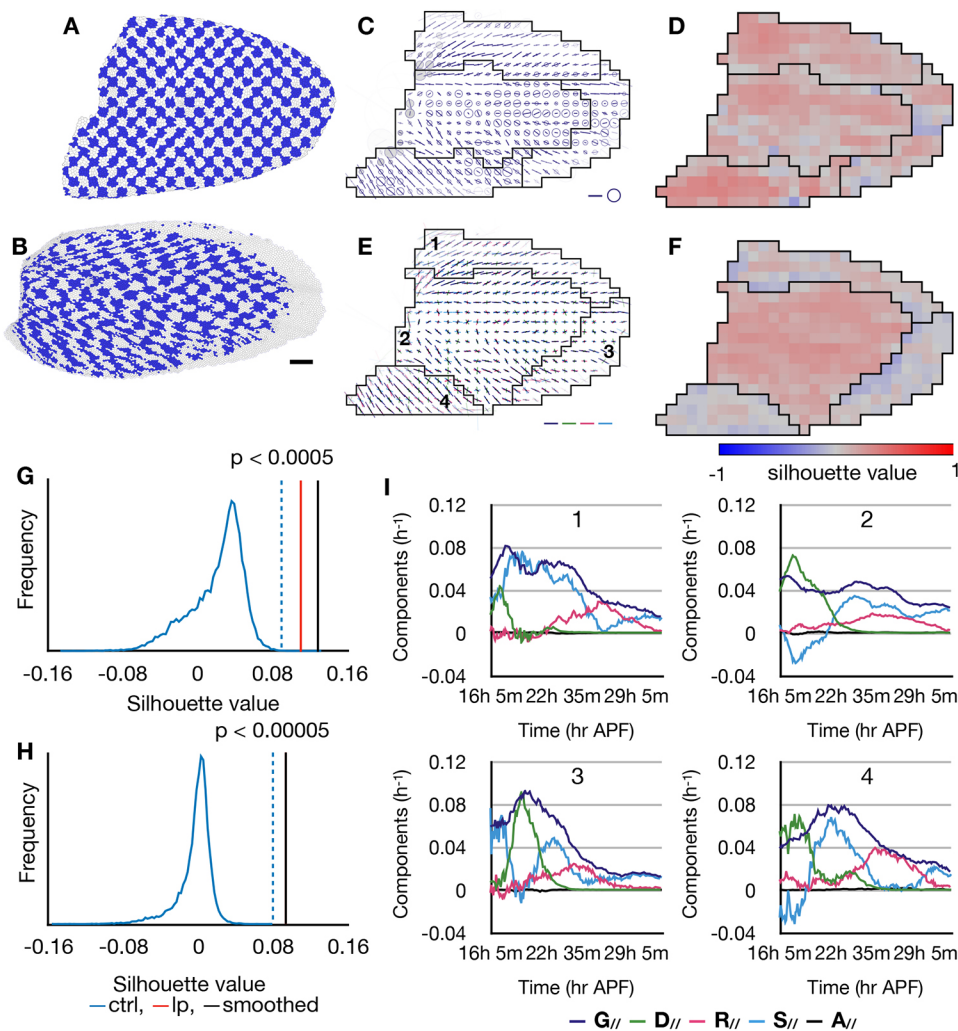 A
C
D
B
E
1
2
3
4
F
-1
silhouette value
1
G
p < 0.0005
Frequency
-0.16
-0.08
0
0.08
0.16
Silhouette value
H
p < 0.00005
Frequency
-0.16
-0.08
0
0.08
0.16
Silhouette value
ctrl, lp, smoothed
I
1
Components (h⁻¹)
0.12
0.08
0.04
0
-0.04
16h 5m 22h 35m 29h 5m
Time (hr APF)
2
Components (h⁻¹)
0.12
0.08
0.04
0
-0.04
16h 5m 22h 35m 29h 5m
Time (hr APF)
3
Components (h⁻¹)
0.12
0.08
0.04
0
-0.04
16h 5m 22h 35m 29h 5m
Time (hr APF)
4
Components (h⁻¹)
0.12
0.08
0.04
0
-0.04
16h 5m 22h 35m 29h 5m
Time (hr APF)
G// D// R// S// A//